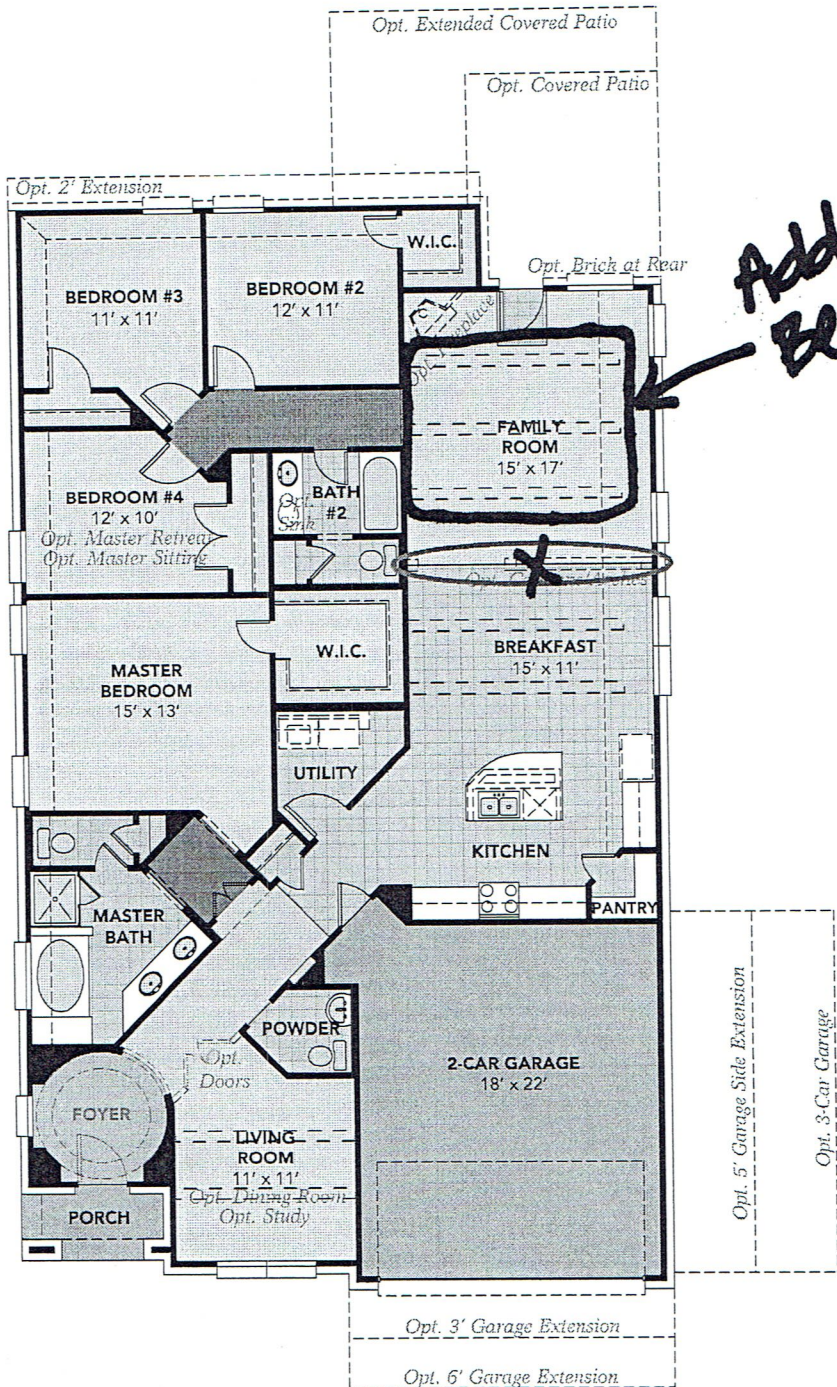 Opt. Extended Covered Patio
Opt. Covered Patio
Opt. 2' Extension
W.I.C.
BEDROOM #3
11' x 11'
BEDROOM #2
12' x 11'
Opt. Brick at Rear
Add
Opt. Fireplace
FAMILY
ROOM
15' x 17'
BEDROOM #4
12' x 10'
Opt. Master Retreat
Opt. Master Sitting
BATH
#2
Opt.
Sink
X
Opt.
BREAKFAST
15' x 11'
W.I.C.
MASTER
BEDROOM
15' x 13'
UTILITY
KITCHEN
PANTRY
MASTER
BATH
POWDER
Opt.
Doors
2-CAR GARAGE
18' x 22'
FOYER
LIVING
ROOM
11' x 11'
Opt. Dining Room
Opt. Study
PORCH
Opt. 5' Garage Side Extension
Opt. 3-Car Garage
Opt. 3' Garage Extension
Opt. 6' Garage Extension